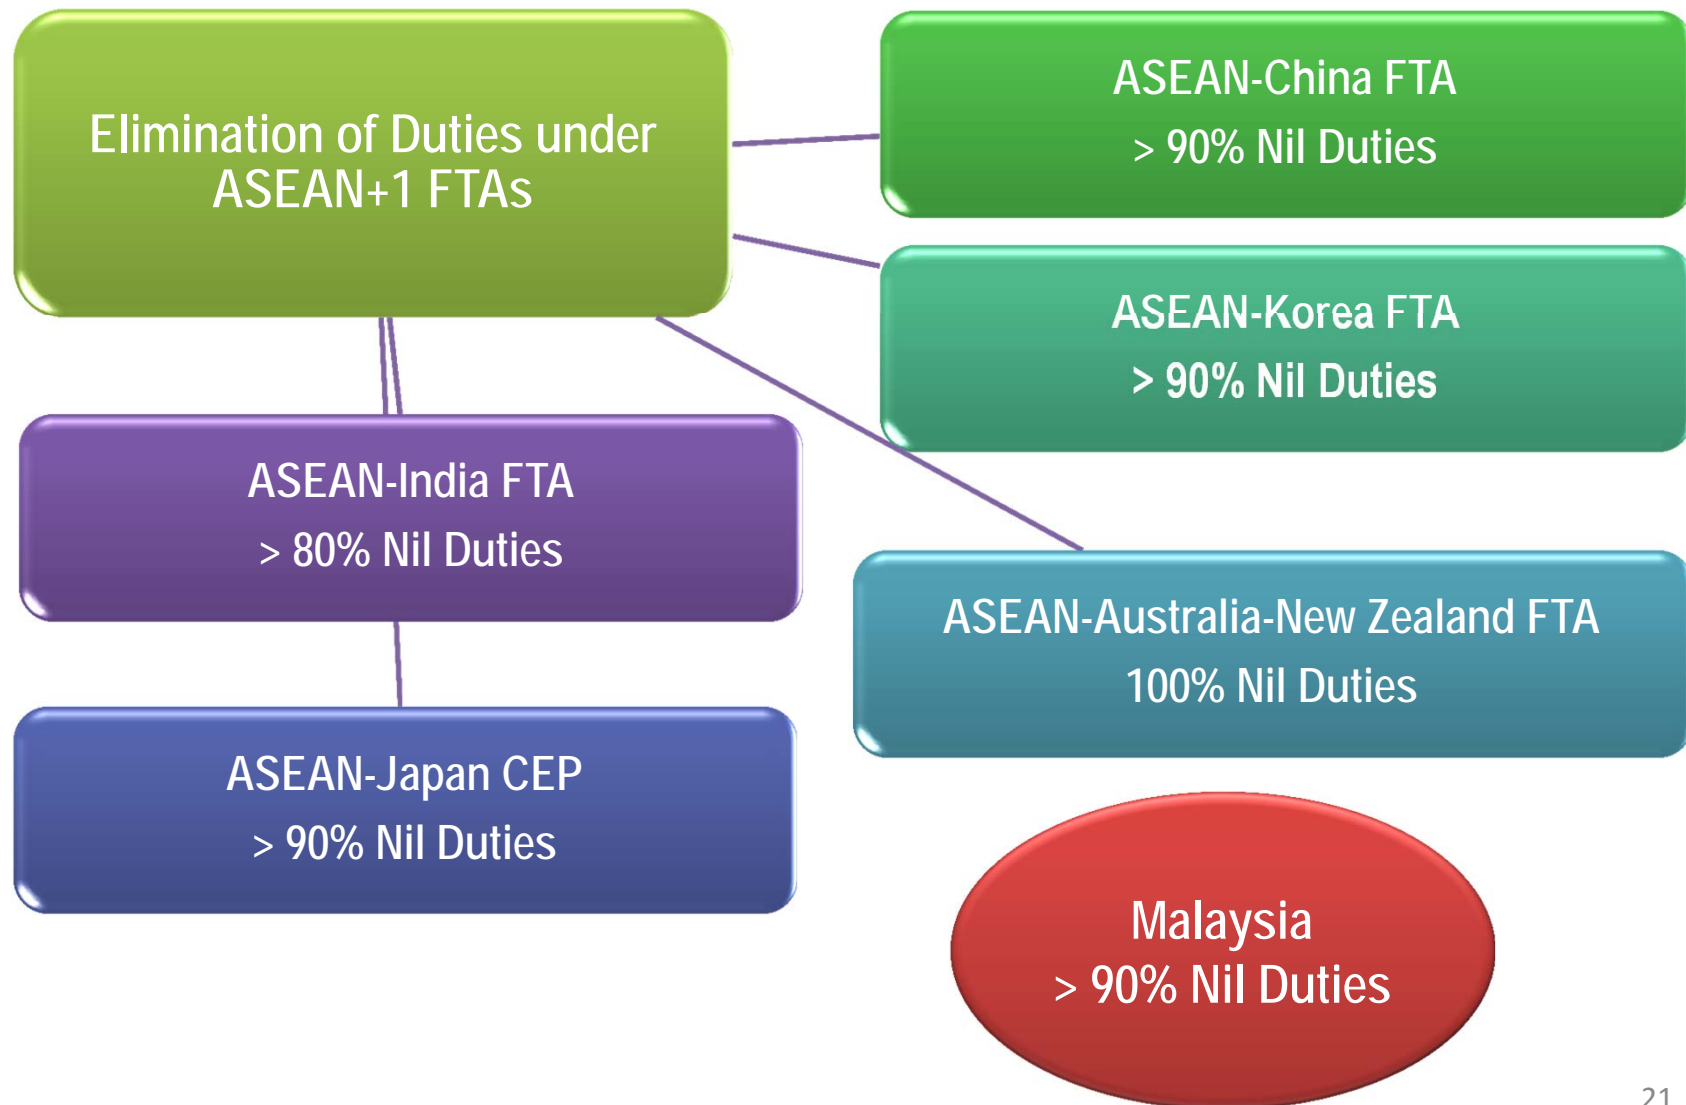 Elimination of Duties under
ASEAN+1 FTAs
ASEAN-China FTA
> 90% Nil Duties
ASEAN-Korea FTA
> 90% Nil Duties
ASEAN-India FTA
> 80% Nil Duties
ASEAN-Australia-New Zealand FTA
100% Nil Duties
ASEAN-Japan CEP
> 90% Nil Duties
Malaysia
> 90% Nil Duties
21